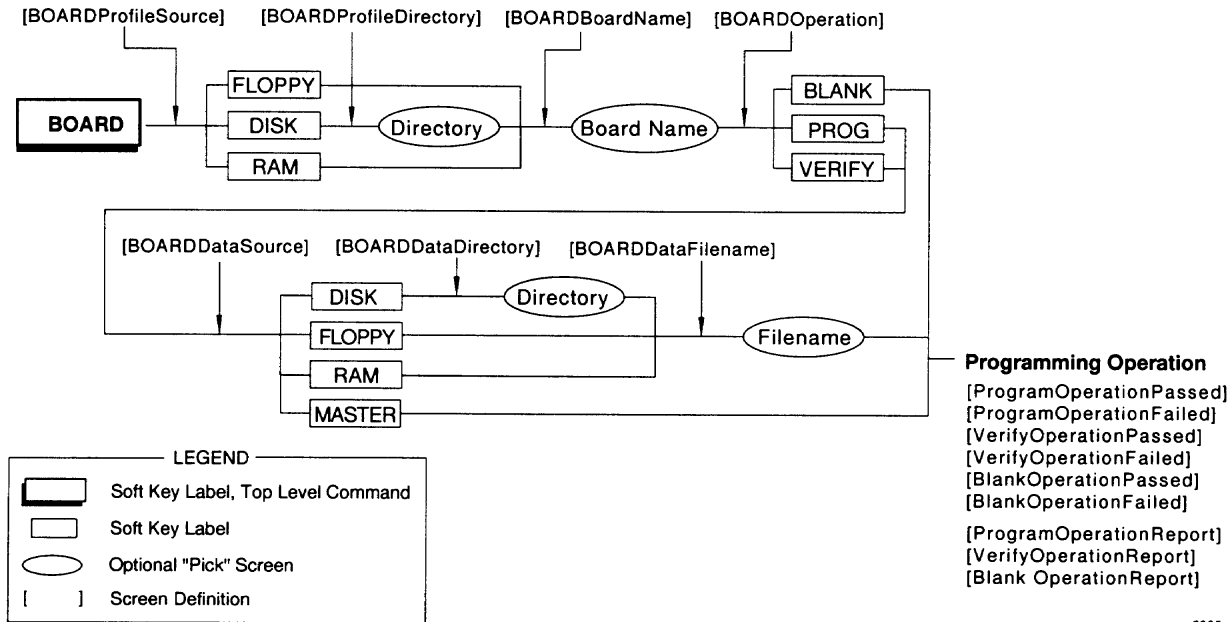 [BOARDProfileSource] [BOARDProfileDirectory] [BOARDBoardName] [BOARDOperation]
FLOPPY
BLANK
BOARD
DISK
Directory
Board Name
PROG
RAM
VERIFY
[BOARDDataSource] [BOARDDataDirectory] [BOARDDataFilename]
DISK
Directory
FLOPPY
Filename
RAM
MASTER
Programming Operation
[ProgramOperationPassed]
[ProgramOperationFailed]
[VerifyOperationPassed]
[VerifyOperationFailed]
[BlankOperationPassed]
[BlankOperationFailed]
[ProgramOperationReport]
[VerifyOperationReport]
[Blank OperationReport]
LEGEND
Soft Key Label, Top Level Command
Soft Key Label
Optional "Pick" Screen
[ ] Screen Definition